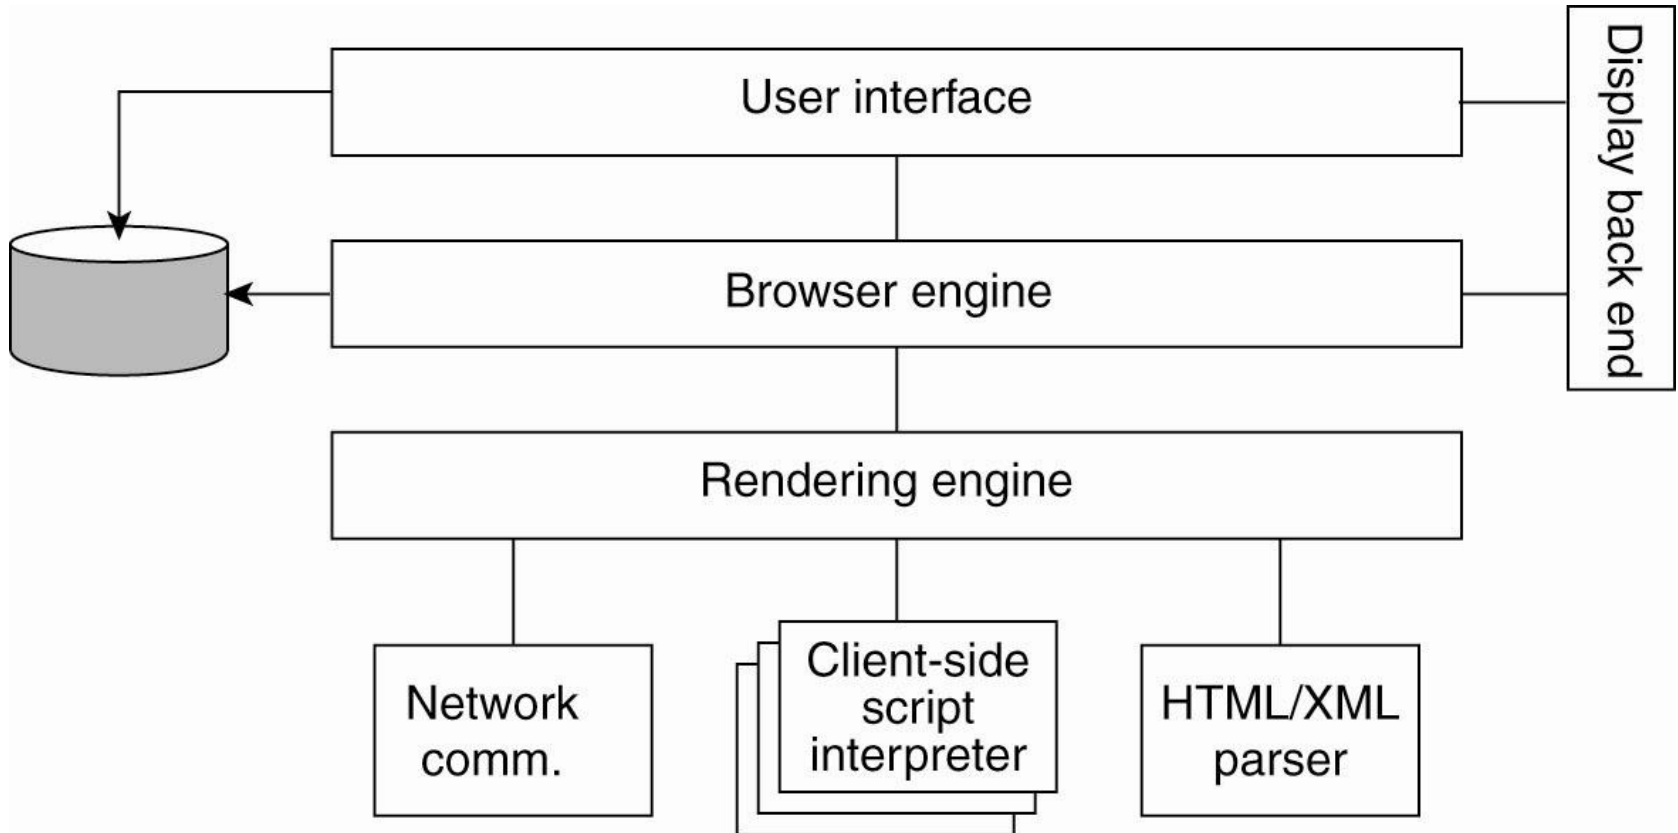 User interface
Display back end
Browser engine
Rendering engine
Network
comm.
Client-side
script
interpreter
HTML/XML
parser